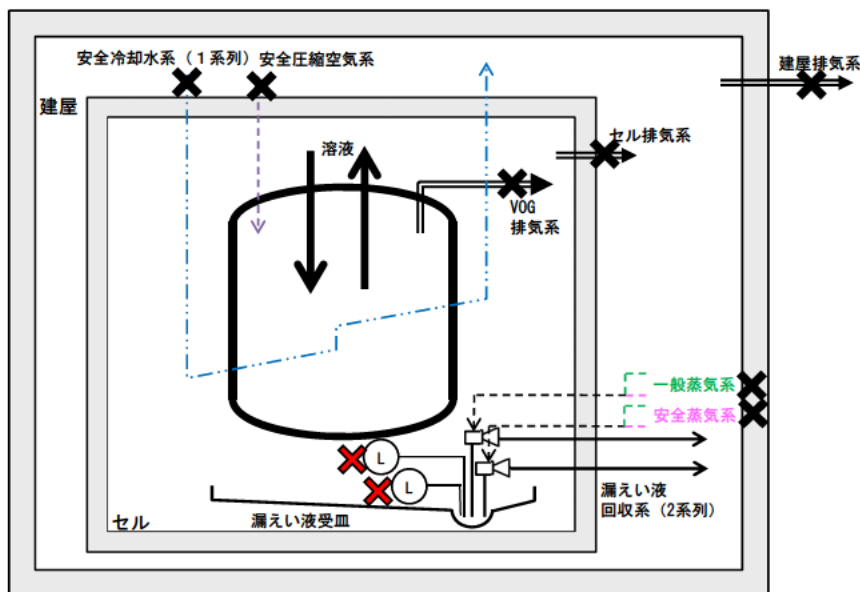 安全冷却水系(1系列)
安全圧縮空気系
建屋排気系
建屋
セル排気系
溶液
VOG
排気系
一般蒸気系
安全蒸気系
L
L
漏えい液
回収系(2系列)
漏えい液受皿
セル